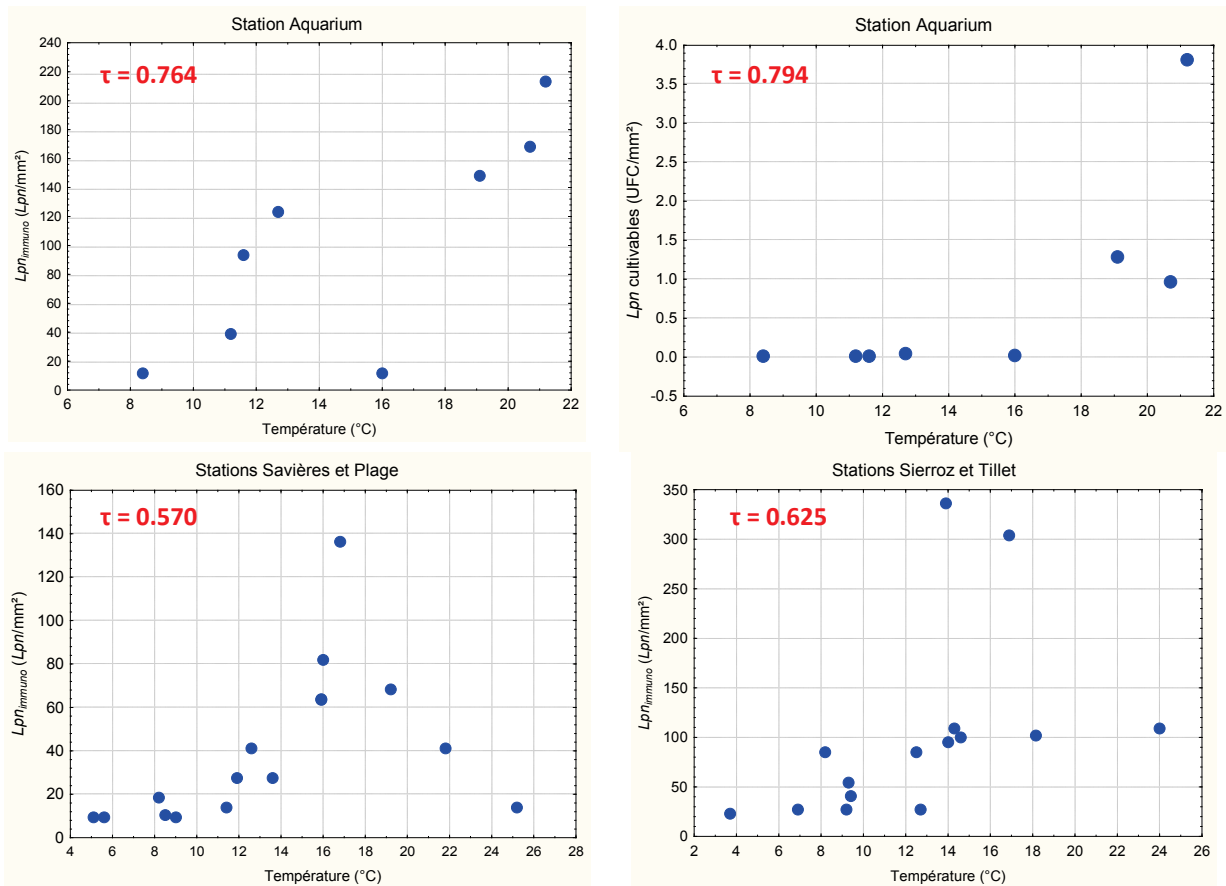 Station Aquarium
τ = 0.764
Lpn immuno (Lpn/mm²)
240
220
200
180
160
140
120
100
80
60
40
20
0
6 8 10 12 14 16 18 20 22
Température (°C)
Station Aquarium
τ = 0.794
Lpn cultivables (UFC/mm²)
4.0
3.5
3.0
2.5
2.0
1.5
1.0
0.5
0.0
-0.5
6 8 10 12 14 16 18 20 22
Température (°C)
Stations Savières et Plage
τ = 0.570
Lpn immuno (Lpn/mm²)
160
140
120
100
80
60
40
20
0
4 6 8 10 12 14 16 18 20 22 24 26 28
Température (°C)
Stations Sierroz et Tillet
τ = 0.625
Lpn immuno (Lpn/mm²)
350
300
250
200
150
100
50
0
2 4 6 8 10 12 14 16 18 20 22 24 26
Température (°C)